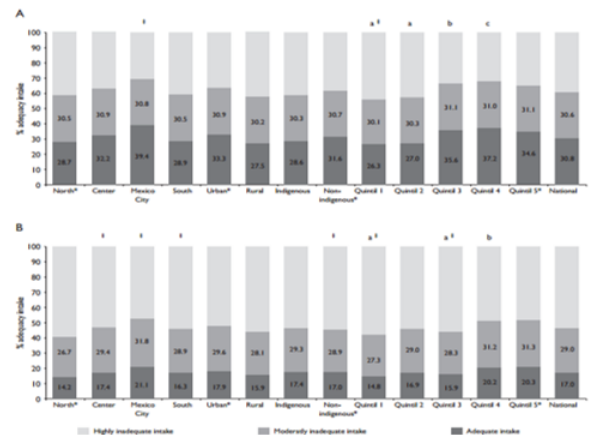 A
‡ a ‡ a b c
% adequacy intake
100
90
80
70
60
50
40
30
20
10
0
30.5 30.9 30.8 30.5 30.9 30.2 30.3 30.7 30.1 30.3 31.1 31.0 31.1 30.6
28.7 32.2 39.4 28.9 33.3 27.5 28.6 31.6 26.3 27.0 35.6 37.2 34.6 30.8
North* Center Mexico South Urban* Rural Indigenous Non- Quintil 1 Quintil 2 Quintil 3 Quintil 4 Quintil 5* National
City indigenous*
B
‡ ‡ ‡ ‡ a ‡ a ‡ b
% adequacy intake
100
90
80
70
60
50
40
30
20
10
0
26.7 29.4 31.8 28.9 29.6 28.1 29.3 28.9 27.3 29.0 28.3 31.2 31.3 29.0
14.2 17.4 21.1 16.3 17.9 15.9 17.4 17.0 14.8 16.9 15.9 20.2 20.3 17.0
North* Center Mexico South Urban* Rural Indigenous Non- Quintil 1 Quintil 2 Quintil 3 Quintil 4 Quintil 5* National
City indigenous*
Highly inadequate intake Moderatly inadequate intake Adequate intake